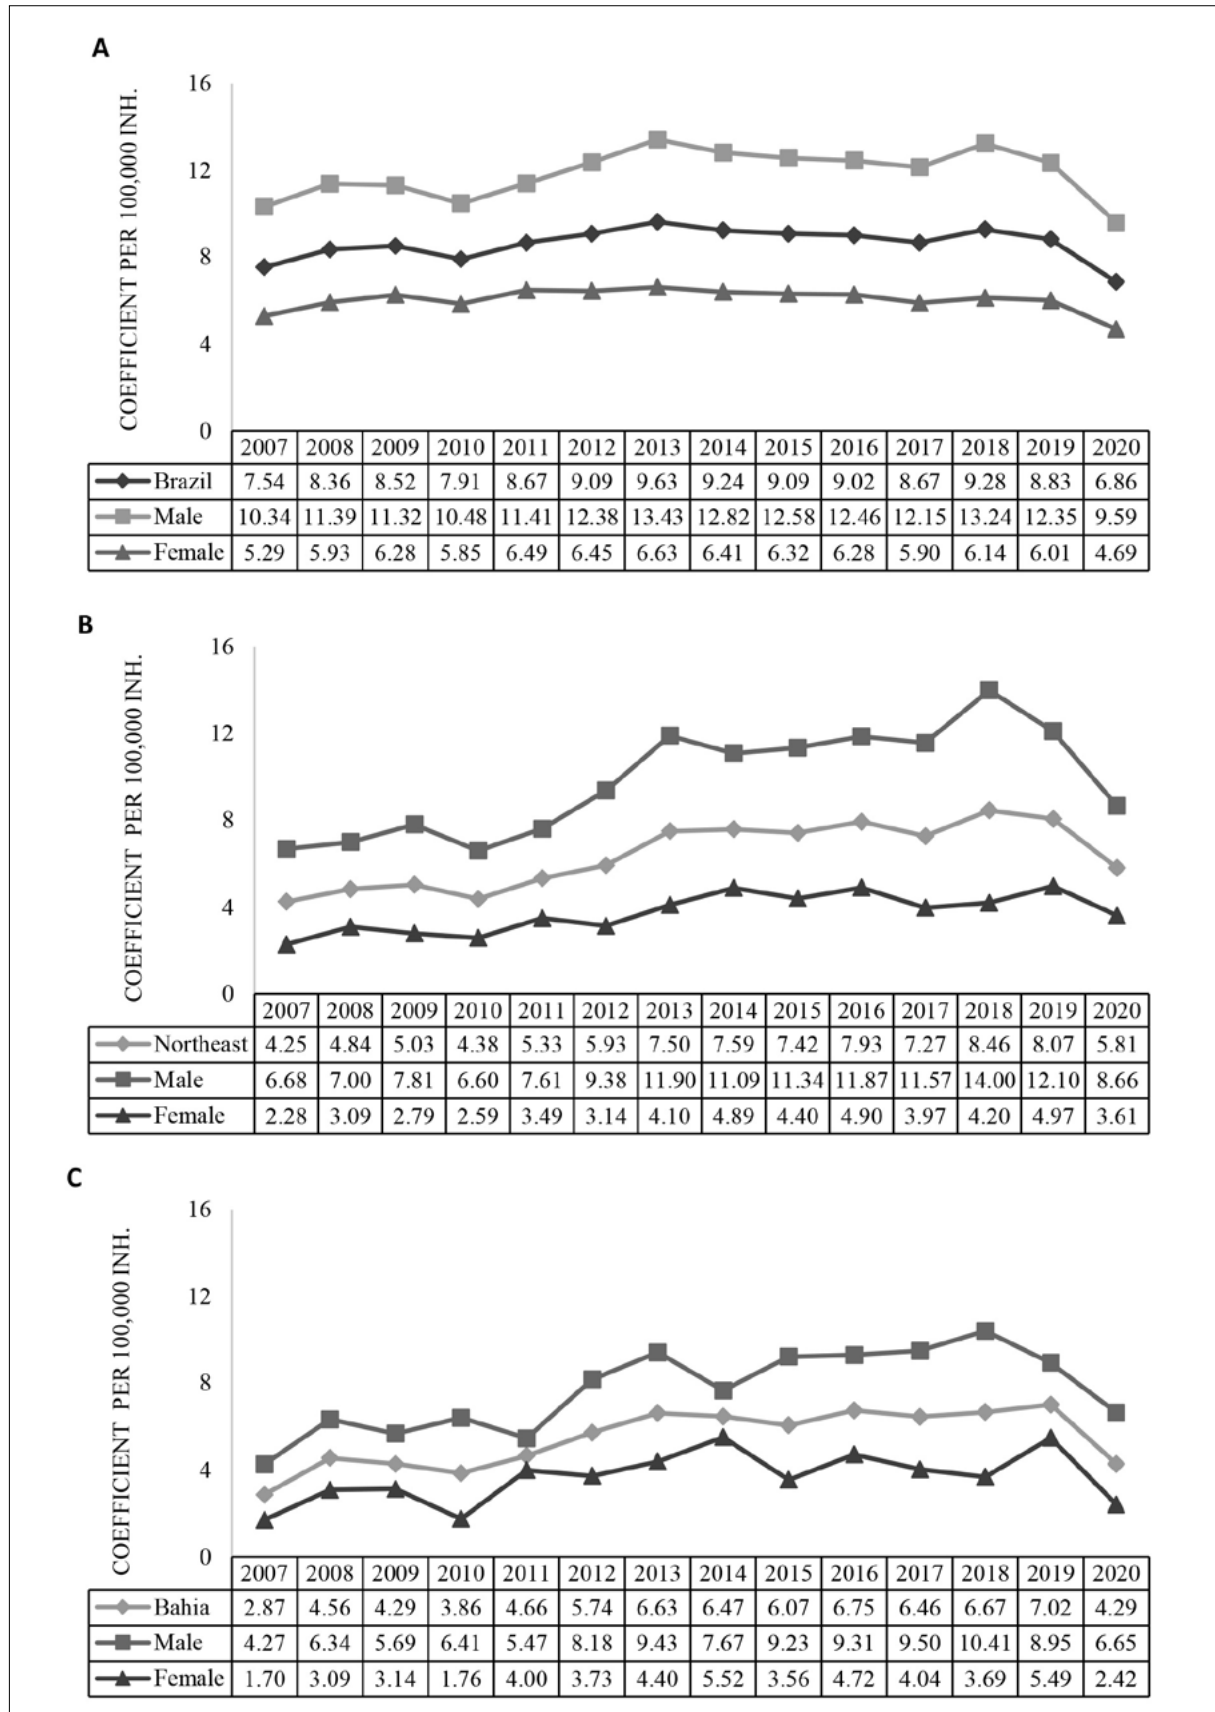 A
COEFFICIENT PER 100,000 INH.
16
12
8
4
0
2007 2008 2009 2010 2011 2012 2013 2014 2015 2016 2017 2018 2019 2020
Brazil 7.54 8.36 8.52 7.91 8.67 9.09 9.63 9.24 9.09 9.02 8.67 9.28 8.83 6.86
Male 10.34 11.39 11.32 10.48 11.41 12.38 13.43 12.82 12.58 12.46 12.15 13.24 12.35 9.59
Female 5.29 5.93 6.28 5.85 6.49 6.45 6.63 6.41 6.32 6.28 5.90 6.14 6.01 4.69
B
COEFFICIENT PER 100,000 INH.
16
12
8
4
0
2007 2008 2009 2010 2011 2012 2013 2014 2015 2016 2017 2018 2019 2020
Northeast 4.25 4.84 5.03 4.38 5.33 5.93 7.50 7.59 7.42 7.93 7.27 8.46 8.07 5.81
Male 6.68 7.00 7.81 6.60 7.61 9.38 11.90 11.09 11.34 11.87 11.57 14.00 12.10 8.66
Female 2.28 3.09 2.79 2.59 3.49 3.14 4.10 4.89 4.40 4.90 3.97 4.20 4.97 3.61
C
COEFFICIENT PER 100,000 INH.
16
12
8
4
0
2007 2008 2009 2010 2011 2012 2013 2014 2015 2016 2017 2018 2019 2020
Bahia 2.87 4.56 4.29 3.86 4.66 5.74 6.63 6.47 6.07 6.75 6.46 6.67 7.02 4.29
Male 4.27 6.34 5.69 6.41 5.47 8.18 9.43 7.67 9.23 9.31 9.50 10.41 8.95 6.65
Female 1.70 3.09 3.14 1.76 4.00 3.73 4.40 5.52 3.56 4.72 4.04 3.69 5.49 2.42